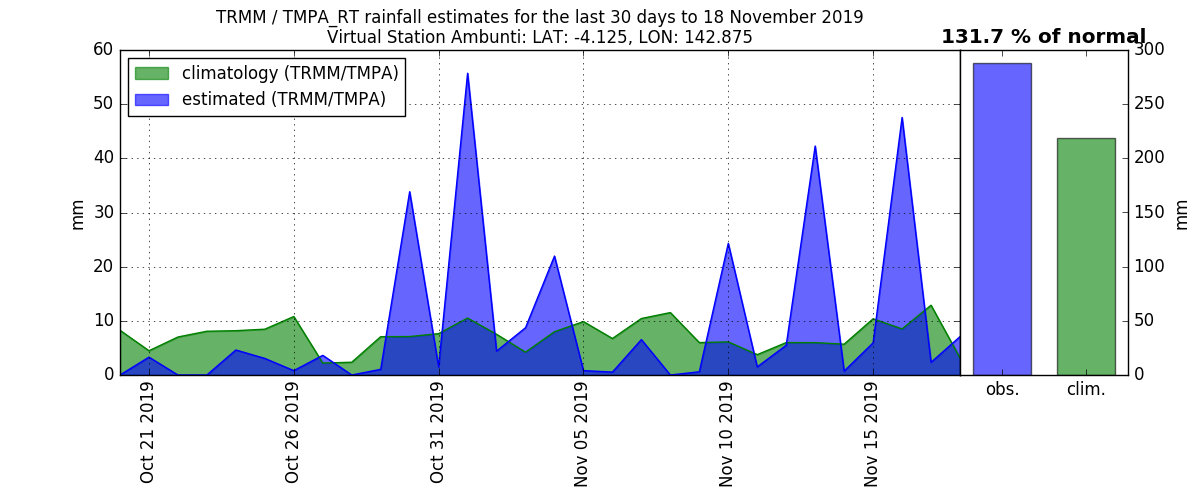 TRMM / TMPA_RT rainfall estimates for the last 30 days to 18 November 2019
Virtual Station Ambunti: LAT: -4.125, LON: 142.875
131.7 % of normal
climatology (TRMM/TMPA)
estimated (TRMM/TMPA)
60
50
40
30
20
10
0
mm
Oct 21 2019
Oct 26 2019
Oct 31 2019
Nov 05 2019
Nov 10 2019
Nov 15 2019
300
250
200
150
100
50
0
mm
obs.
clim.